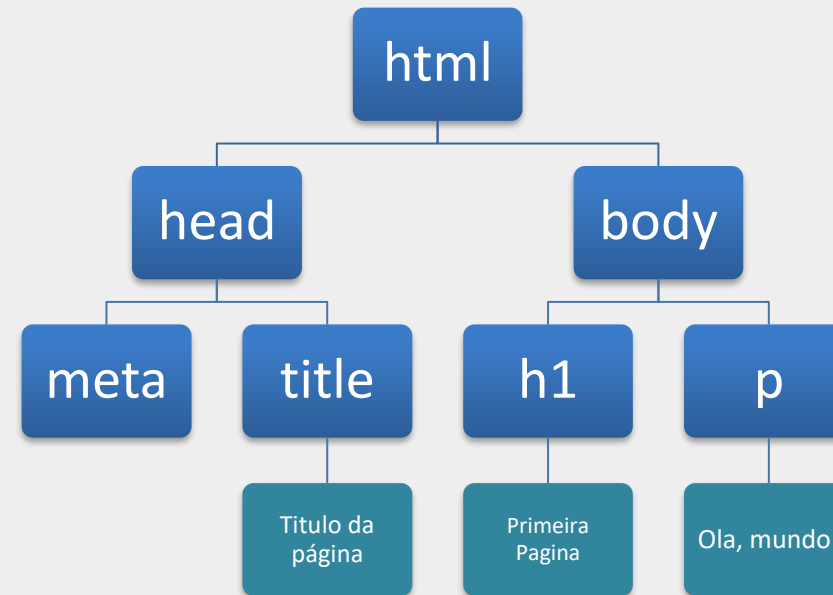 html
head
body
meta
title
h1
p
Titulo da
página
Primeira
Pagina
Ola, mundo